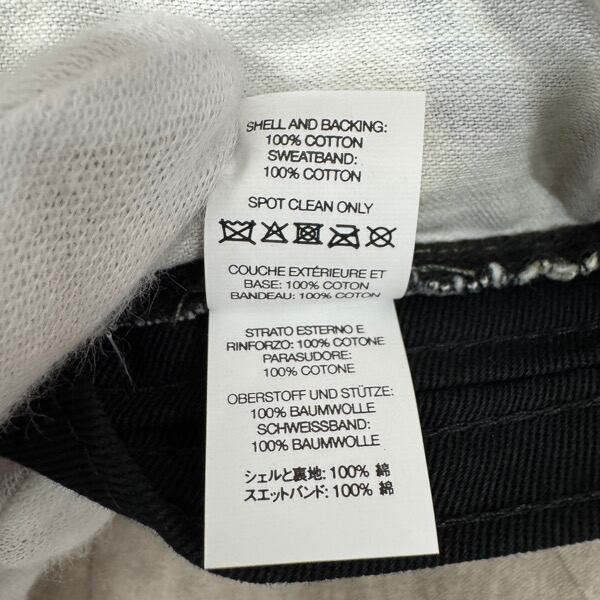 SHELL AND BACKING:
100% COTTON
SWEATBAND:
100% COTTON
SPOT CLEAN ONLY
COUCHE EXTÉRIEURE ET
BASE: 100% COTON
BANDEAU: 100% COTON
STRATO ESTERNO E
RINFORZO: 100% COTONE
PARASUDORE:
100% COTONE
OBERSTOFF UND STÜTZE:
100% BAUMWOLLE
SCHWEISSBAND:
100% BAUMWOLLE
シェルと裏地: 100% 綿
スエットバンド: 100% 綿